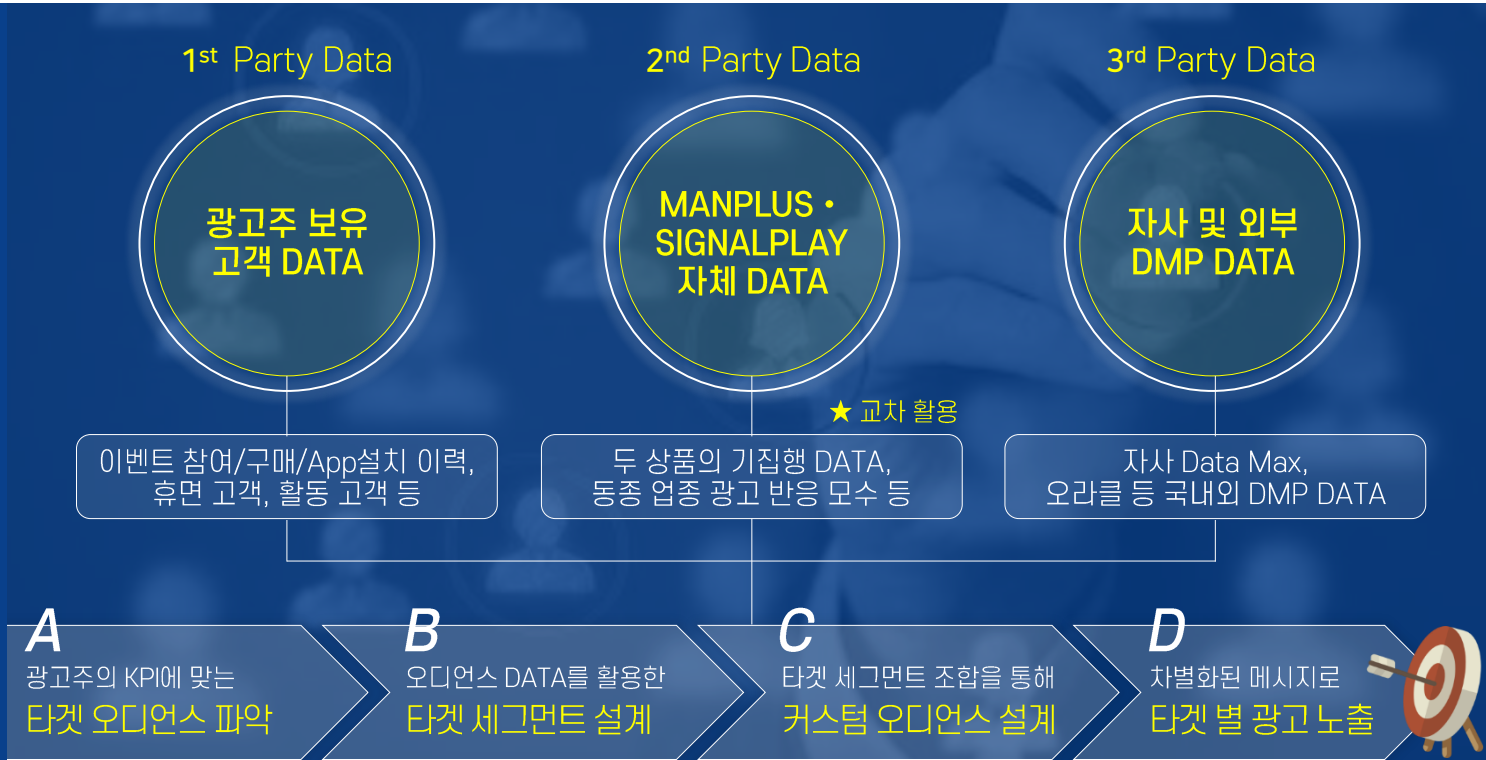 1st Party Data
2nd Party Data
3rd Party Data
광고주 보유
고객 DATA
MANPLUS •
SIGNALPLAY
자체 DATA
자사 및 외부
DMP DATA
★ 교차 활용
이벤트 참여/구매/App설치 이력,
휴면 고객, 활동 고객 등
두 상품의 기집행 DATA,
동종 업종 광고 반응 모수 등
자사 Data Max,
오라클 등 국내외 DMP DATA
A
광고주의 KPI에 맞는
타겟 오디언스 파악
B
오디언스 DATA를 활용한
타겟 세그먼트 설계
C
타겟 세그먼트 조합을 통해
커스텀 오디언스 설계
D
차별화된 메시지로
타겟 별 광고 노출